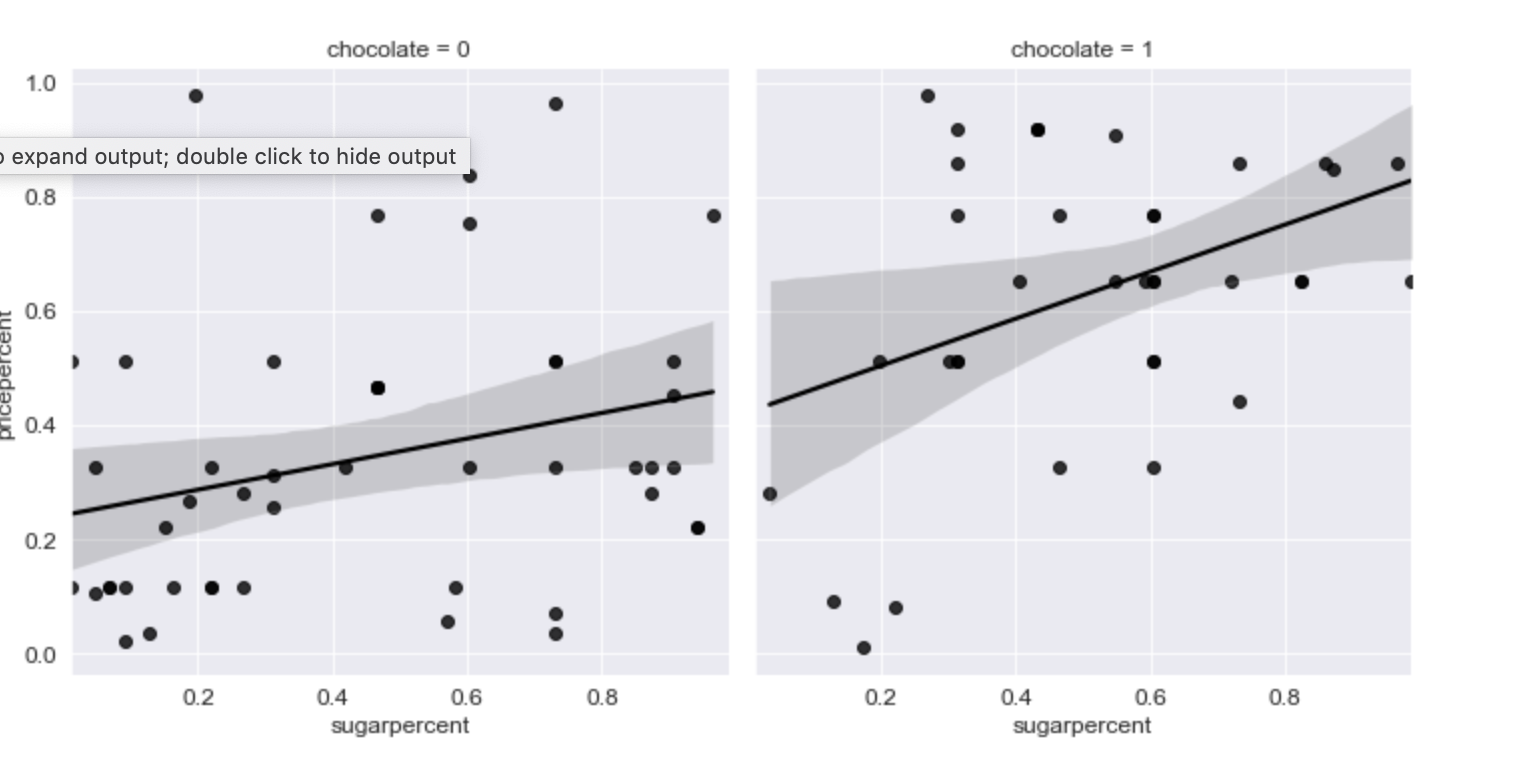 chocolate = 0
chocolate = 1
1.0
expand output; double click to hide output
0.8
0.6
0.4
0.2
0.0
pricepercent
0.2 0.4 0.6 0.8
0.2 0.4 0.6 0.8
sugarpercent
sugarpercent